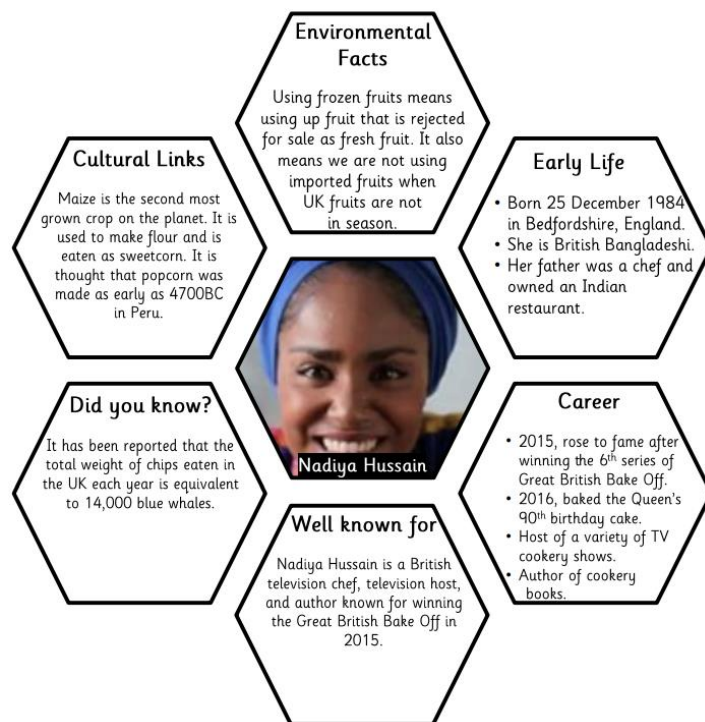 Environmental
Facts
Using frozen fruits means
using up fruit that is rejected
for sale as fresh fruit. It also
means we are not using
imported fruits when
UK fruits are not
in season.
Cultural Links
Maize is the second most
grown crop on the planet. It is
used to make flour and is
eaten as sweetcorn. It is
thought that popcorn was
made as early as 4700BC
in Peru.
Early Life
• Born 25 December 1984
in Bedfordshire, England.
• She is British Bangladeshi.
• Her father was a chef and
owned an Indian
restaurant.
Nadiya Hussain
Did you know?
It has been reported that the
total weight of chips eaten in
the UK each year is equivalent
to 14,000 blue whales.
Career
• 2015, rose to fame after
winning the 6th series of
Great British Bake Off.
• 2016, baked the Queen's
90th birthday cake.
• Host of a variety of TV
cookery shows.
• Author of cookery
books.
Well known for
Nadiya Hussain is a British
television chef, television host,
and author known for winning
the Great British Bake Off in
2015.